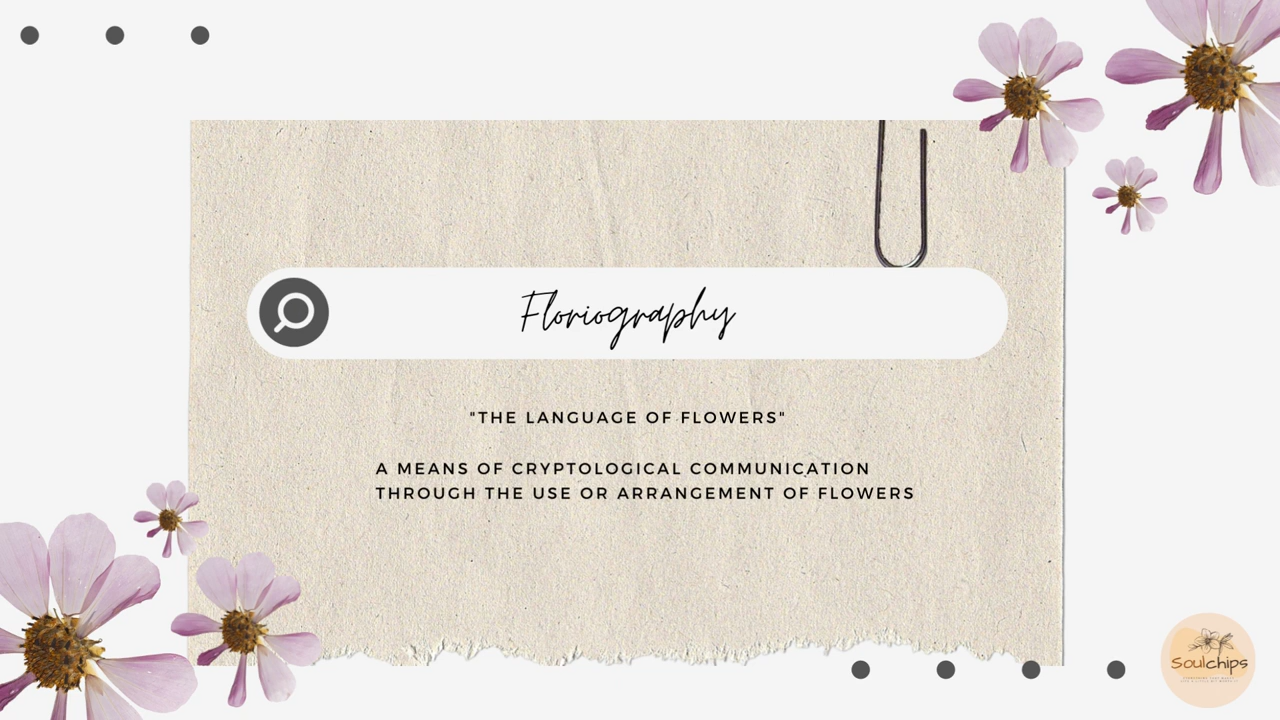 Floriography
"THE LANGUAGE OF FLOWERS"
A MEANS OF CRYPTOLOGICAL COMMUNICATION
THROUGH THE USE OR ARRANGEMENT OF FLOWERS
Soulchips